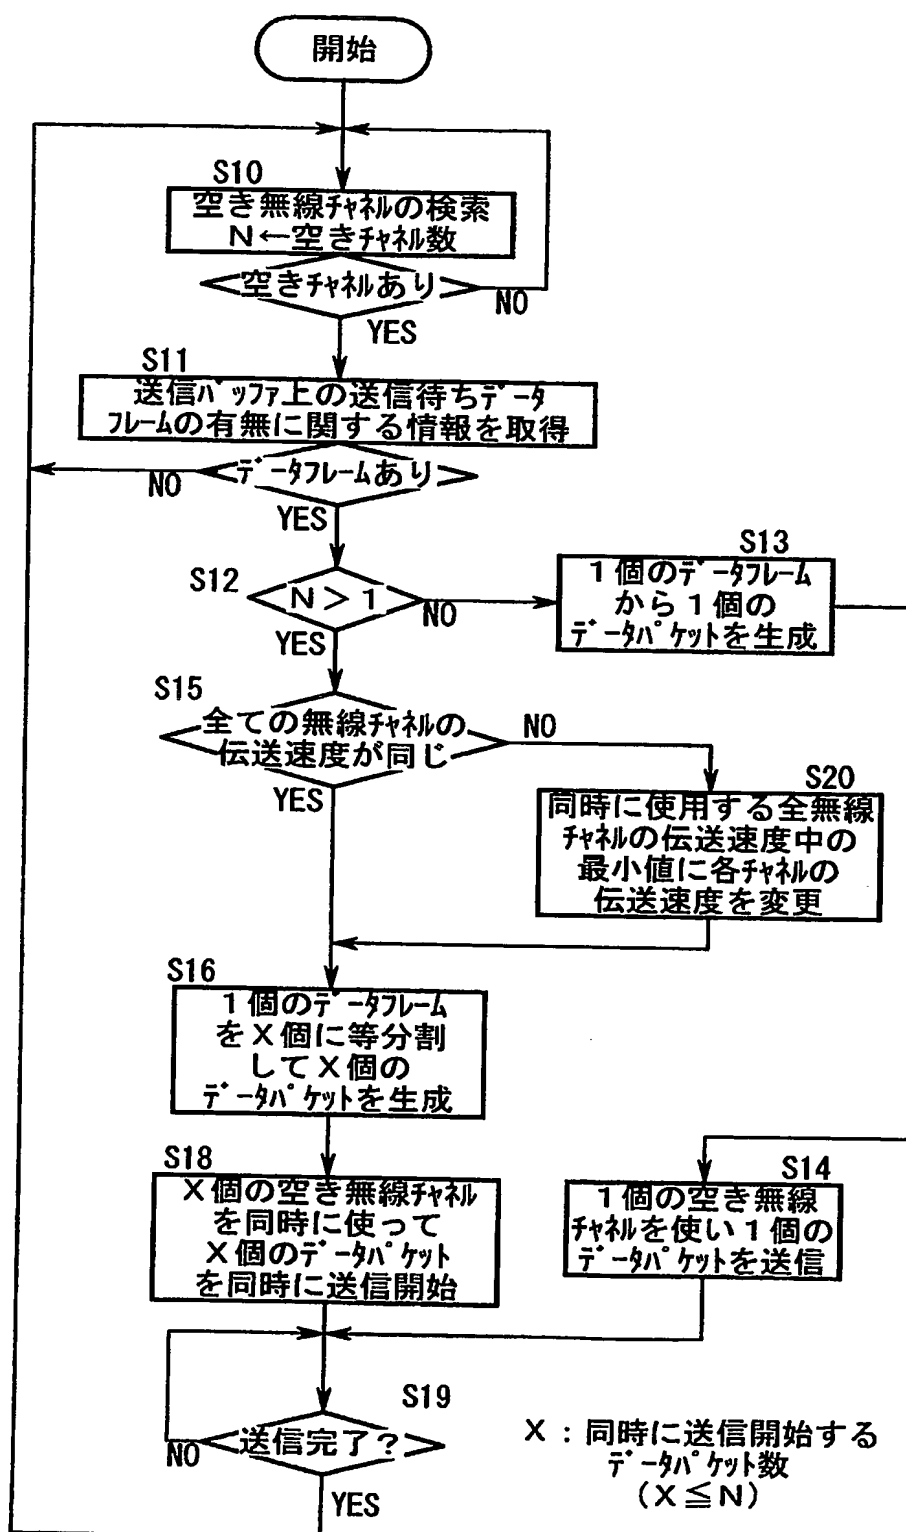 開始
S10
空き無線チャネルの検索
N←空きチャネル数
空きチャネルあり
NO
YES
S11
送信バッファ上の送信待ちデータ
フレームの有無に関する情報を取得
データフレームあり
NO
YES
S12
N>1
NO
YES
S13
1個のデータフレーム
から1個の
データパケットを生成
S15
全ての無線チャネルの
伝送速度が同じ
NO
YES
S20
同時に使用する全無線
チャネルの伝送速度中の
最小値に各チャネルの
伝送速度を変更
S16
1個のデータフレーム
をX個に等分割
してX個の
データパケットを生成
S18
X個の空き無線チャネル
を同時に使って
X個のデータパケット
を同時に送信開始
S14
1個の空き無線
チャネルを使い1個の
データパケットを送信
S19
送信完了?
NO
YES
X:同時に送信開始する
データパケット数
(X≦N)